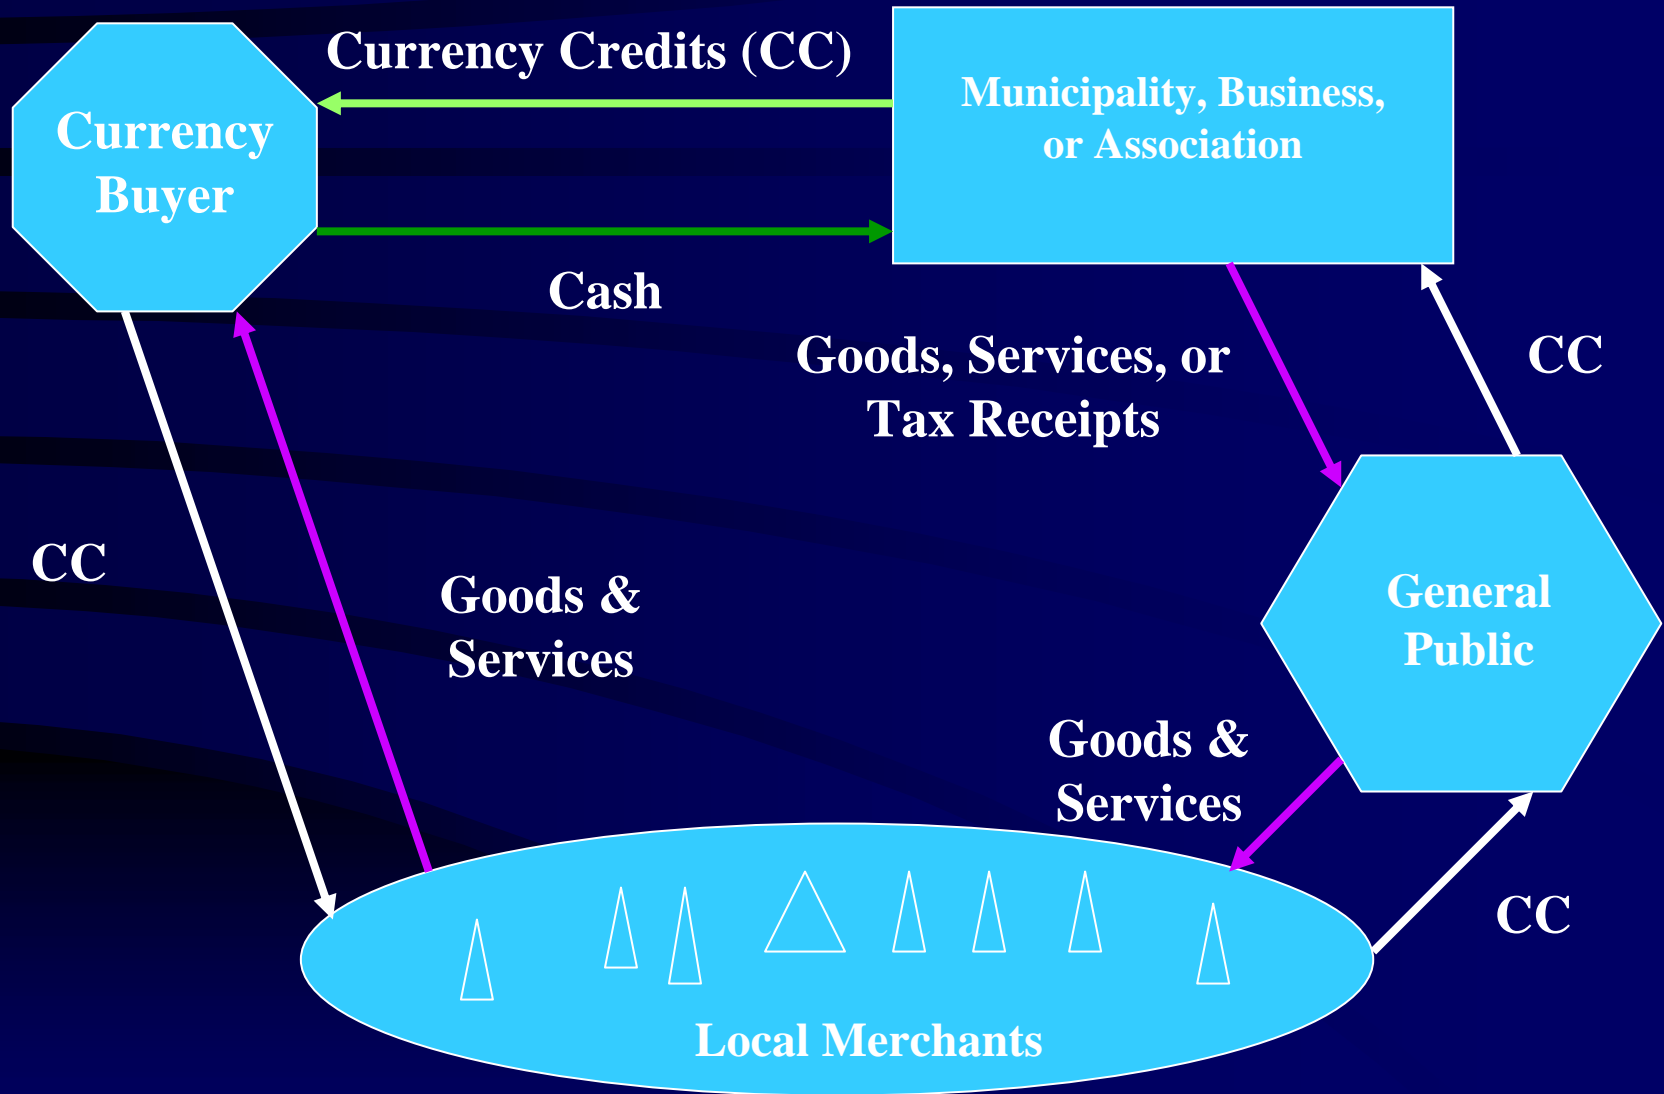 Currency Credits (CC)
Municipality, Business,
or Association
Currency
Buyer
Cash
Goods, Services, or
Tax Receipts
CC
CC
Goods &
Services
General
Public
Goods &
Services
CC
Local Merchants